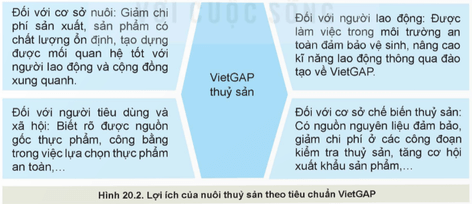 Đối với cơ sở nuôi: Giảm chi
phí sản xuất, sản phẩm có
chất lượng ổn định, tạo dựng
được mối quan hệ tốt với
người lao động và cộng đồng
xung quanh.
Đối với người lao động: Được
làm việc trong môi trường an
toàn đảm bảo vệ sinh, nâng cao
kĩ năng lao động thông qua đào
tạo về VietGAP.
VietGAP
thuỷ sản
Đối với người tiêu dùng và
xã hội: Biết rõ được nguồn
gốc thực phẩm, công bằng
trong việc lựa chọn thực phẩm
an toàn,...
Đối với cơ sở chế biến thuỷ sản:
Có nguồn nguyên liệu đảm bảo,
giảm chi phí ở các công đoạn
kiểm tra thuỷ sản, tăng cơ hội
xuất khẩu sản phẩm,...
Hình 20.2. Lợi ích của nuôi thuỷ sản theo tiêu chuẩn VietGAP